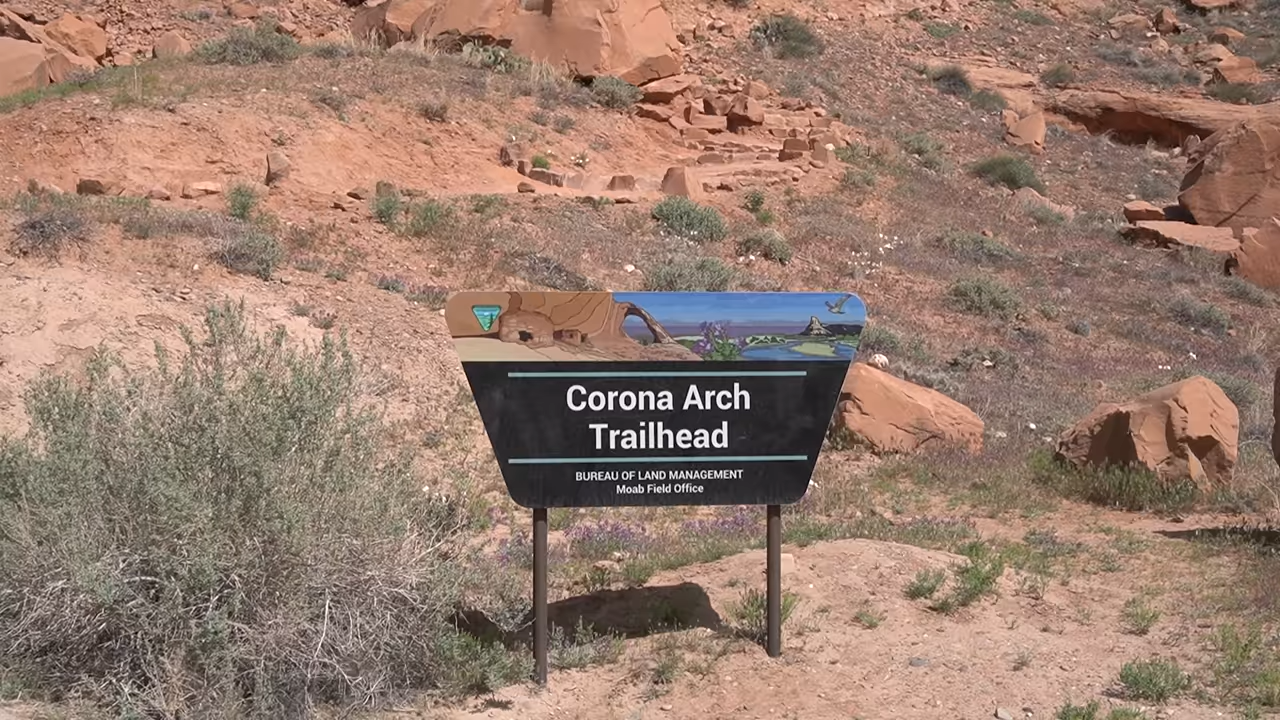 Corona Arch
Trailhead
BUREAU OF LAND MANAGEMENT
Moab Field Office